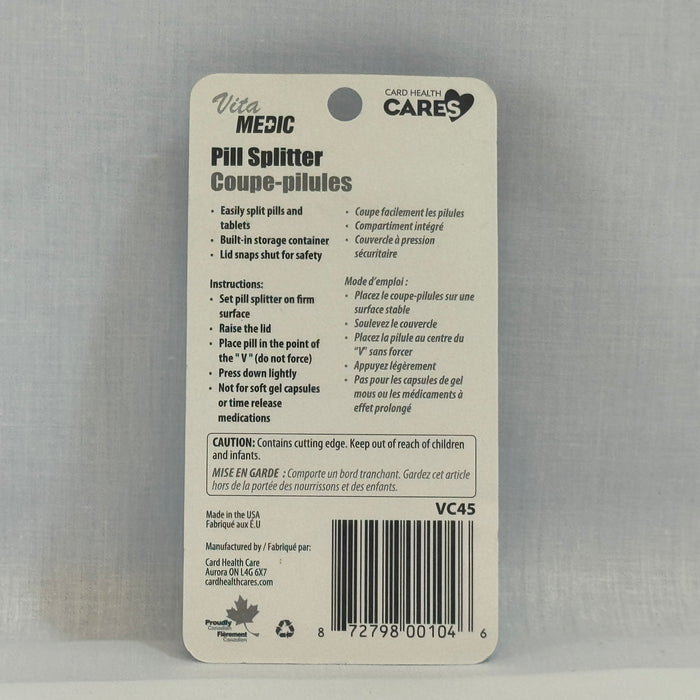 Vita
MEDIC
CARD HEALTH
CARES
Pill Splitter
Coupe-pilules
• Easily split pills and
tablets
• Built-in storage container
• Lid snaps shut for safety
• Coupe facilement les pilules
• Compartiment intégré
• Couvercle à pression
sécuritaire
Instructions:
• Set pill splitter on firm
surface
• Raise the lid
• Place pill in the point of
the " V " (do not force)
• Press down lightly
• Not for soft gel capsules
or time release
medications
Mode d'emploi :
• Placez le coupe-pilules sur une
surface stable
• Soulevez le couvercle
• Placez la pilule au centre du
"V" sans forcer
• Appuyez légèrement
• Pas pour les capsules de gel
mous ou les médicaments à
effet prolongé
CAUTION: Contains cutting edge. Keep out of reach of children
and infants.
MISE EN GARDE : Comporte un bord tranchant. Gardez cet article
hors de la portée des nourrissons et des enfants.
Made in the USA
Fabriqué aux É.U
Manufactured by / Fabriqué par:
Card Health Care
Aurora ON L4G 6X7
cardhealthcares.com
Proudly
Canadian
Fièrement
Canadien
VC45
8 72798 00104 6